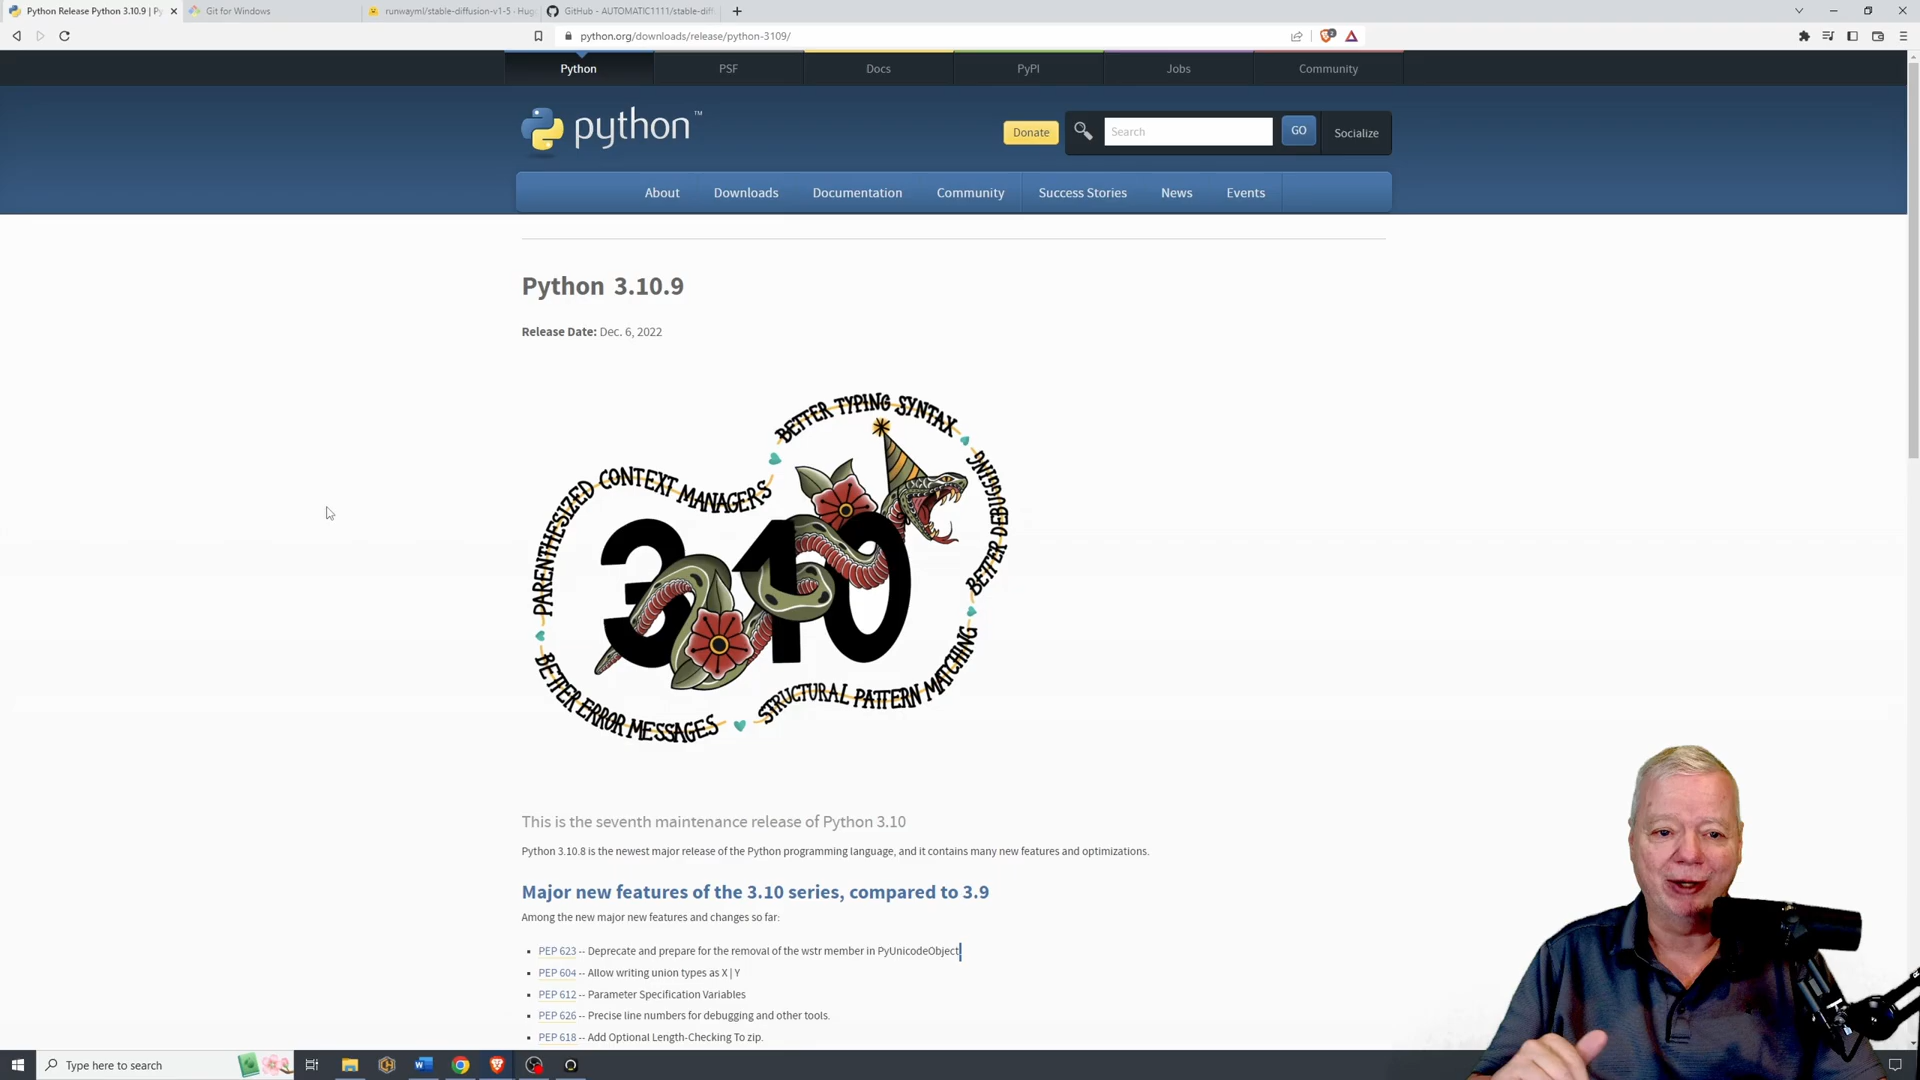 Python Release Python 3.10.9 | Py
Git for Windows
runwayml/stable-diffusion-v1-5 · Hug
GitHub - AUTOMATIC1111/stable-diff
python.org/downloads/release/python-3109/
Python
PSF
Docs
PyPI
Jobs
Community
python™
Donate
Search
GO
Socialize
About
Downloads
Documentation
Community
Success Stories
News
Events
Python 3.10.9
Release Date: Dec. 6, 2022
BETTER TYPING SYNTAX
PARENTHESIZED CONTEXT MANAGERS
BETTER DEBUGGING
3.10
STRUCTURAL PATTERN MATCHING
BETTER ERROR MESSAGES
This is the seventh maintenance release of Python 3.10
Python 3.10.8 is the newest major release of the Python programming language, and it contains many new features and optimizations.
Major new features of the 3.10 series, compared to 3.9
Among the new major new features and changes so far:
PEP 623 -- Deprecate and prepare for the removal of the wstr member in PyUnicodeObject.
PEP 604 -- Allow writing union types as X | Y
PEP 612 -- Parameter Specification Variables
PEP 626 -- Precise line numbers for debugging and other tools.
PEP 618 -- Add Optional Length-Checking To zip.
Type here to search